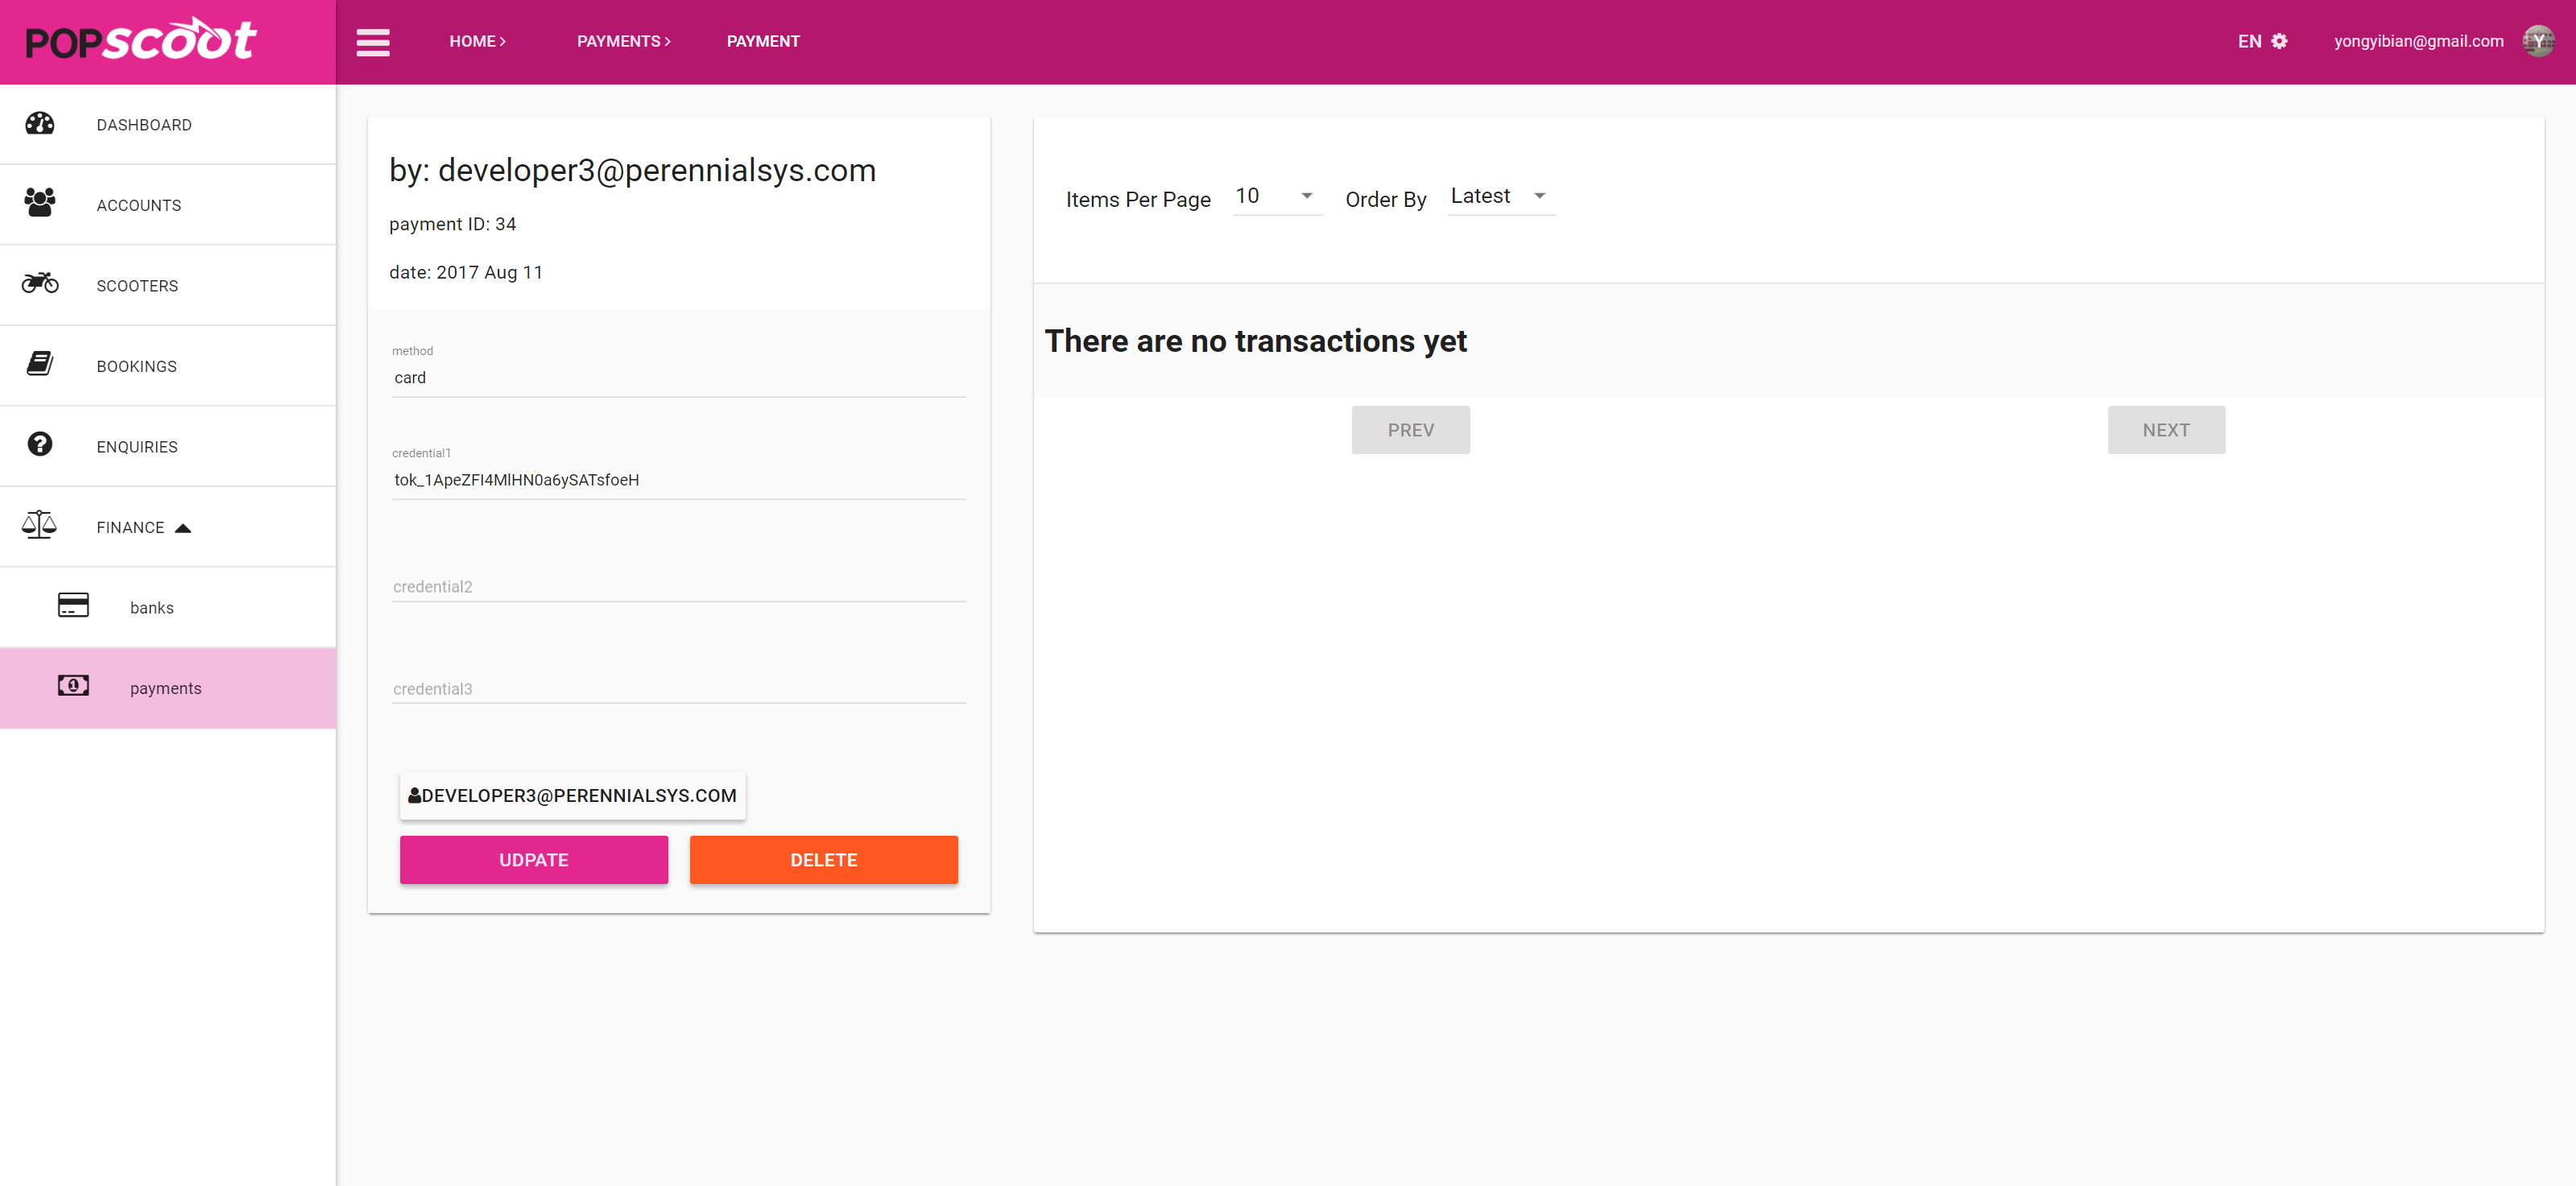 POPscoot
HOME >
PAYMENTS >
PAYMENT
EN
yongyibian@gmail.com
Y
DASHBOARD
ACCOUNTS
SCOOTERS
BOOKINGS
ENQUIRIES
FINANCE
banks
payments
by: developer3@perennialsys.com
payment ID: 34
date: 2017 Aug 11
method
card
credential1
tok_1ApeZFI4MlHN0a6ySATsfoeH
credential2
credential3
DEVELOPER3@PERENNIALSYS.COM
UDPATE
DELETE
Items Per Page 10 Order By Latest
There are no transactions yet
PREV
NEXT